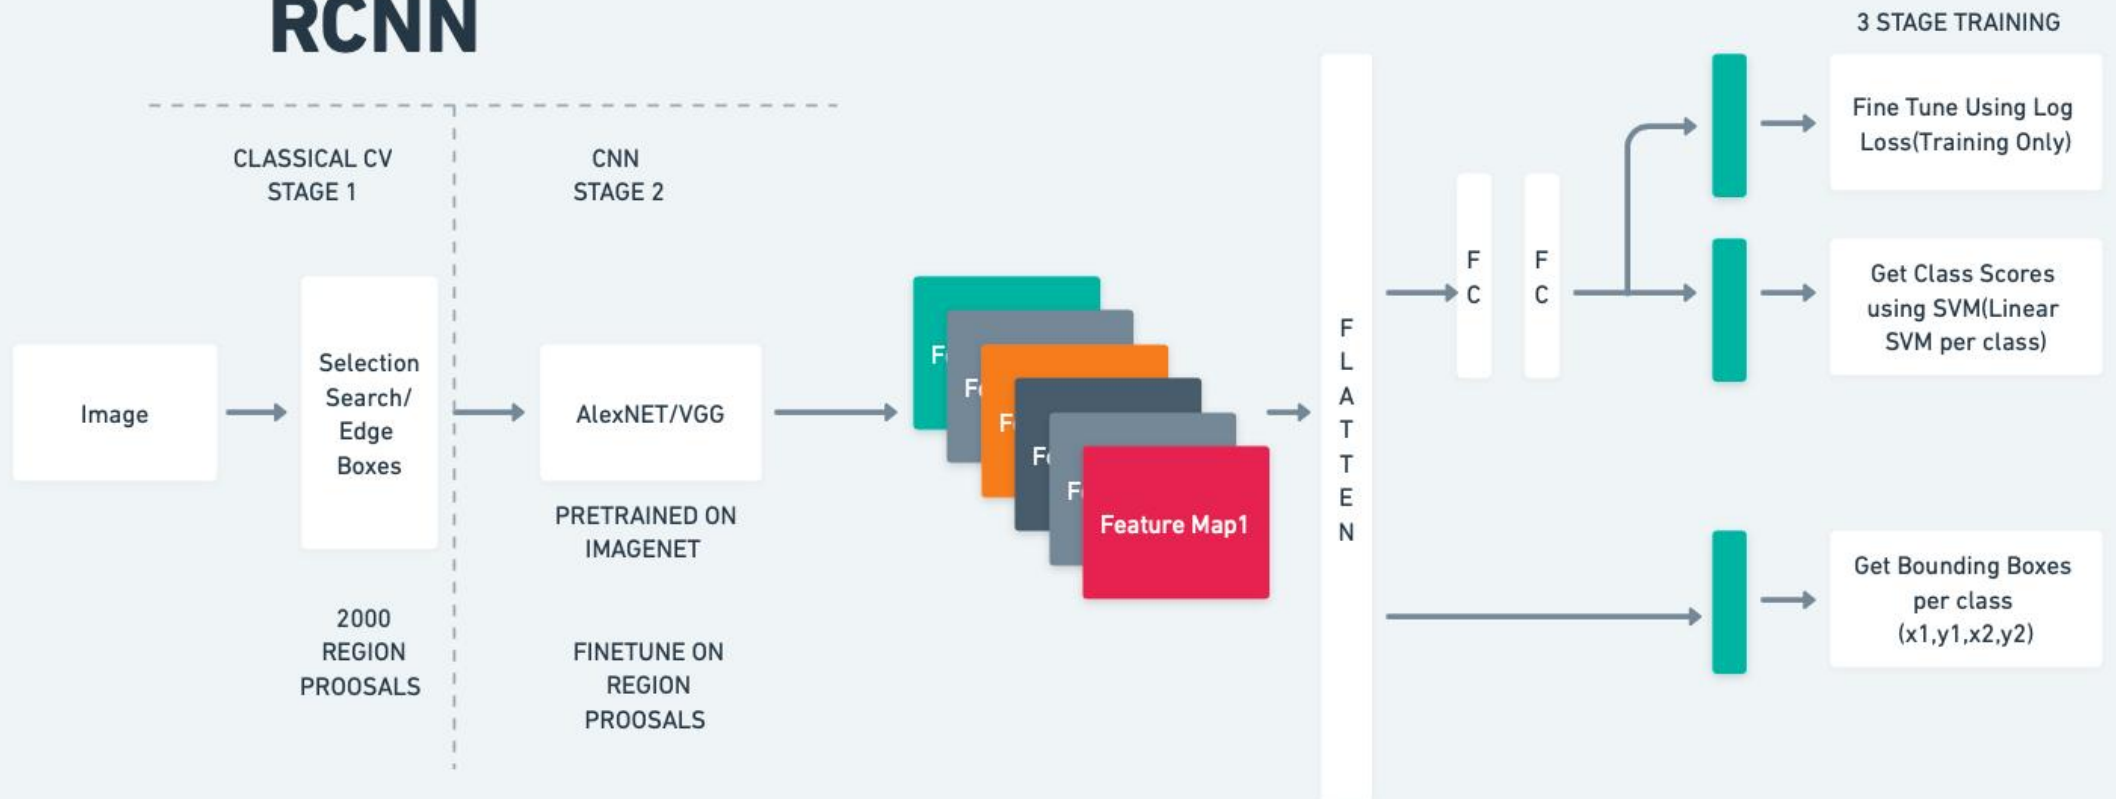 RCNN
3 STAGE TRAINING
CLASSICAL CV
STAGE 1
CNN
STAGE 2
Image
Selection
Search/
Edge
Boxes
2000
REGION
PROOSALS
AlexNET/VGG
PRETRAINED ON
IMAGENET
FINETUNE ON
REGION
PROOSALS
Feature Map1
F
L
A
T
T
E
N
F
C
F
C
Fine Tune Using Log
Loss(Training Only)
Get Class Scores
using SVM(Linear
SVM per class)
Get Bounding Boxes
per class
(x1,y1,x2,y2)